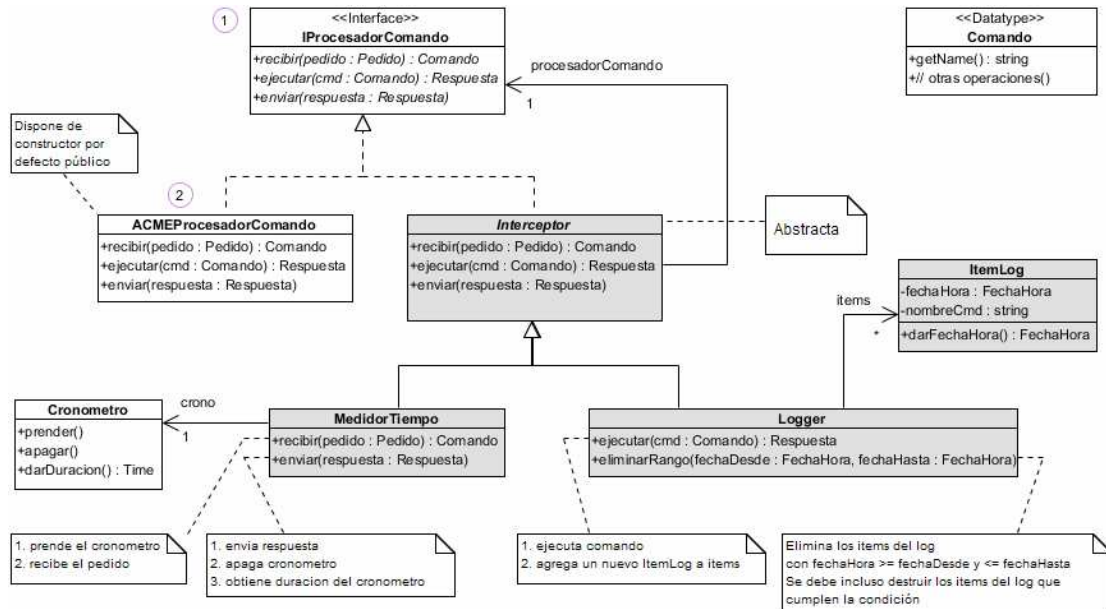 1
<<Interface>>
IProcesadorComando
+recibir(pedido : Pedido) : Comando
+ejecutar(cmd : Comando) : Respuesta
+enviar(respuesta : Respuesta)
procesadorComando
1
<<Datatype>>
Comando
+getName() : string
+// otras operaciones()
Dispone de
constructor por
defecto público
2
ACMEProcesadorComando
+recibir(pedido : Pedido) : Comando
+ejecutar(cmd : Comando) : Respuesta
+enviar(respuesta : Respuesta)
Interceptor
+recibir(pedido : Pedido) : Comando
+ejecutar(cmd : Comando) : Respuesta
+enviar(respuesta : Respuesta)
Abstracta
items
*
ItemLog
-fechaHora : FechaHora
-nombreCmd : string
+darFechaHora() : FechaHora
Cronometro
+prender()
+apagar()
+darDuracion() : Time
crono
1
MedidorTiempo
+recibir(pedido : Pedido) : Comando
+enviar(respuesta : Respuesta)
Logger
+ejecutar(cmd : Comando) : Respuesta
+eliminarRango(fechaDesde : FechaHora, fechaHasta : FechaHora)
1. prende el cronometro
2. recibe el pedido
1. envia respuesta
2. apaga cronometro
3. obtiene duracion del cronometro
1. ejecuta comando
2. agrega un nuevo ItemLog a items
Elimina los items del log
con fechaHora >= fechaDesde y <= fechaHasta
Se debe incluso destruir los items del log que
cumplen la condición